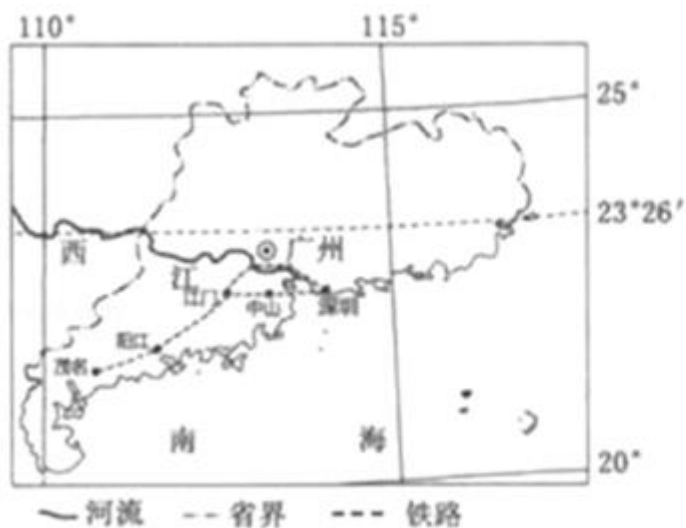 110°
115°
25°
23°26′
西
广州
江
江门
中山
深圳
阳江
茂名
南
海
20°
河流
省界
铁路